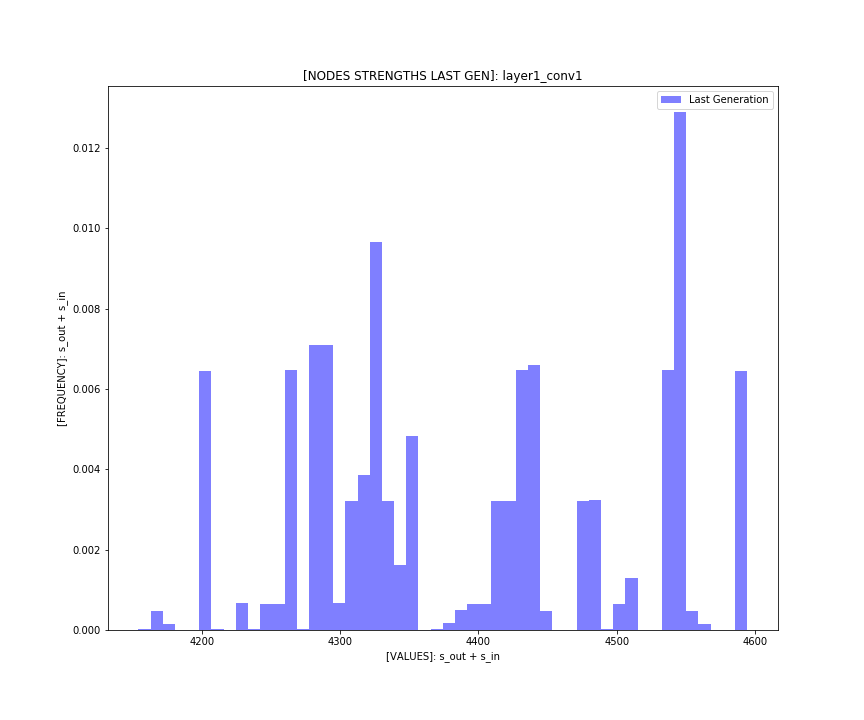 [NODES STRENGTHS LAST GEN]: layer1_conv1
Last Generation
0.012
0.010
0.008
0.006
0.004
0.002
0.000
[FREQUENCY]: s_out + s_in
4200 4300 4400 4500 4600
[VALUES]: s_out + s_in